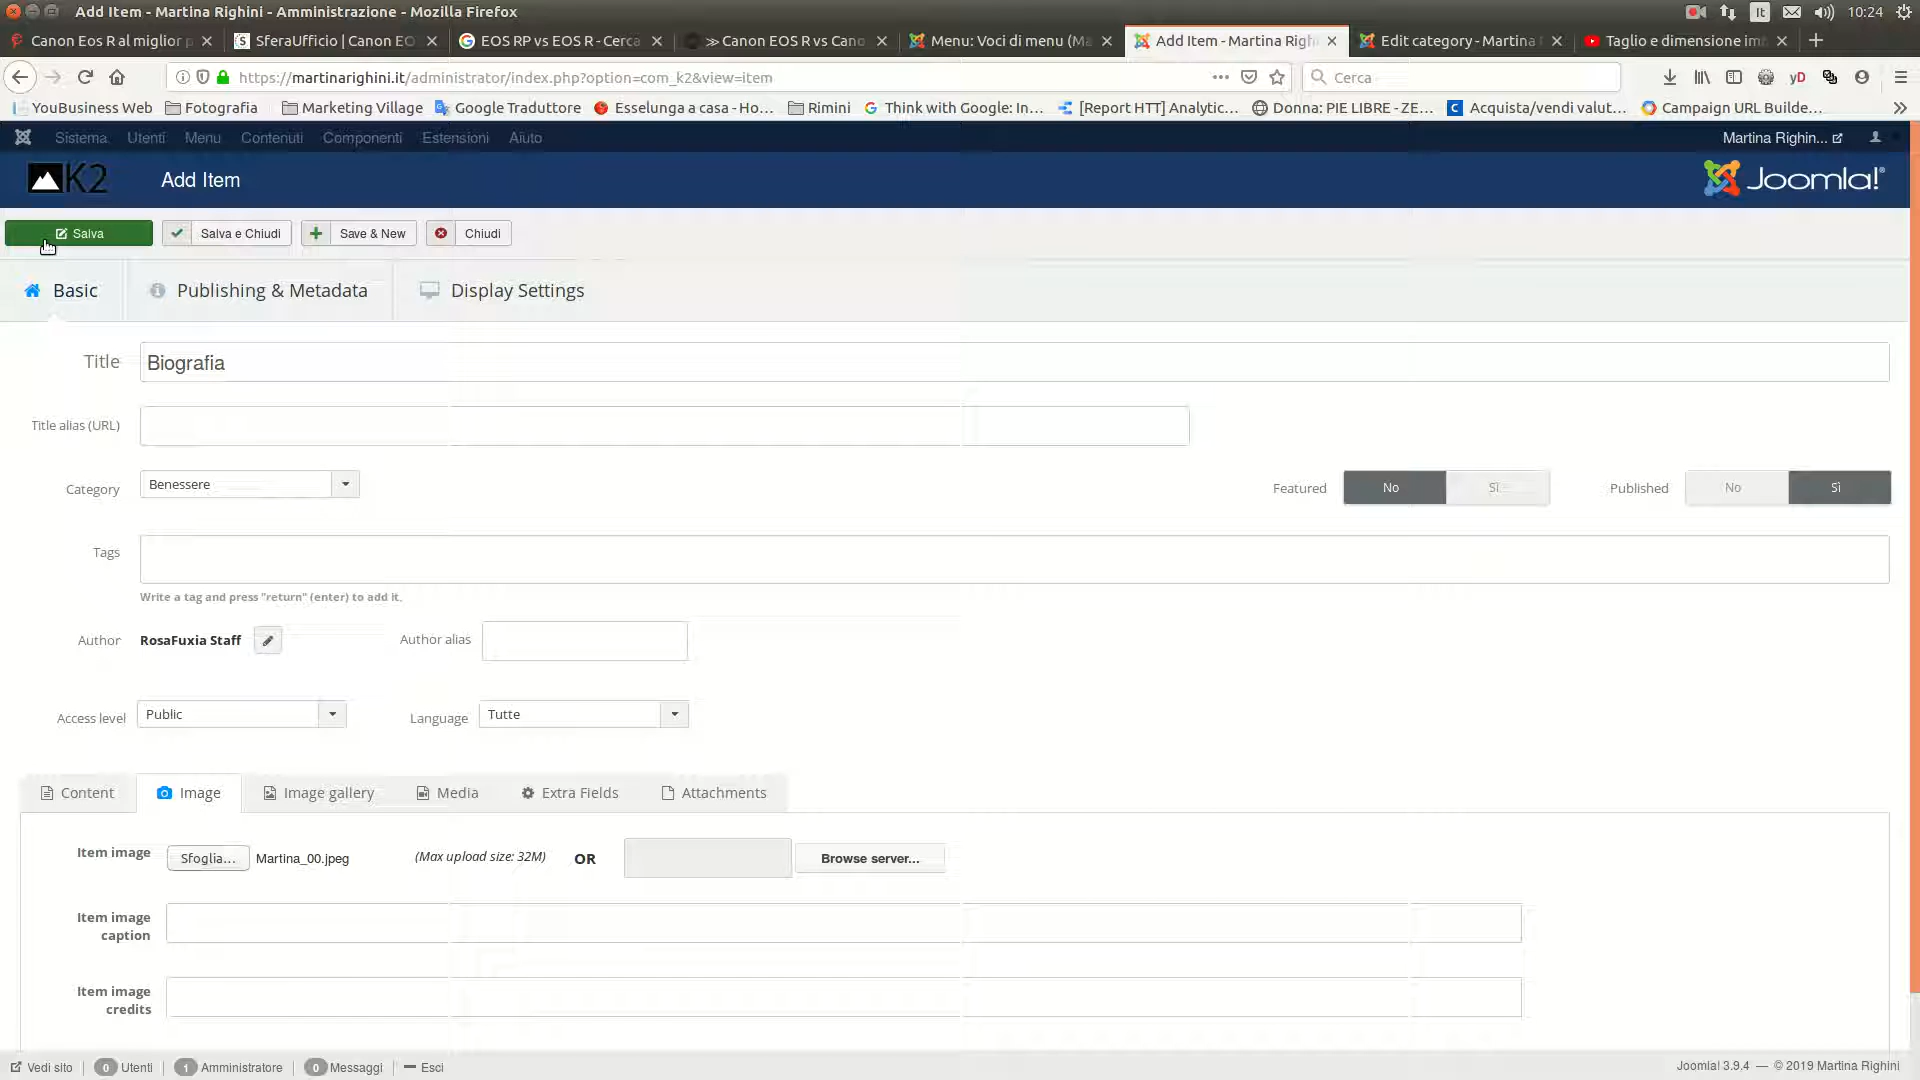 Add Item - Martina Righini - Amministrazione - Mozilla Firefox
It
10:24
Canon Eos R al miglior p
SferaUfficio | Canon EO
EOS RP vs EOS R - Cerca
≫ Canon EOS R vs Cano
Menu: Voci di menu (Ma
Add Item - Martina Righi
Edit category - Martina
Taglio e dimensione im
https://martinarighini.it/administrator/index.php?option=com_k2&view=item
Cerca
yD
YouBusiness Web
Fotografia
Marketing Village
Google Traduttore
Esselunga a casa - Ho...
Rimini
Think with Google: In...
[Report HTT] Analytic...
Donna: PIE LIBRE - ZE...
Acquista/vendi valut...
Campaign URL Builde...
Sistema
Utenti
Menu
Contenuti
Componenti
Estensioni
Aiuto
Martina Righin...
K2
Add Item
Joomla!®
Salva
Salva e Chiudi
Save & New
Chiudi
Basic
Publishing & Metadata
Display Settings
Title
Biografia
Title alias (URL)
Category
Benessere
Featured
No
Sì
Published
No
Sì
Tags
Write a tag and press "return" (enter) to add it.
Author
RosaFuxia Staff
Author alias
Access level
Public
Language
Tutte
Content
Image
Image gallery
Media
Extra Fields
Attachments
Item image
Sfoglia...
Martina_00.jpeg
(Max upload size: 32M)
OR
Browse server...
Item image
caption
Item image
credits
Vedi sito
0 Utenti
1 Amministratore
0 Messaggi
Esci
Joomla! 3.9.4 — © 2019 Martina Righini